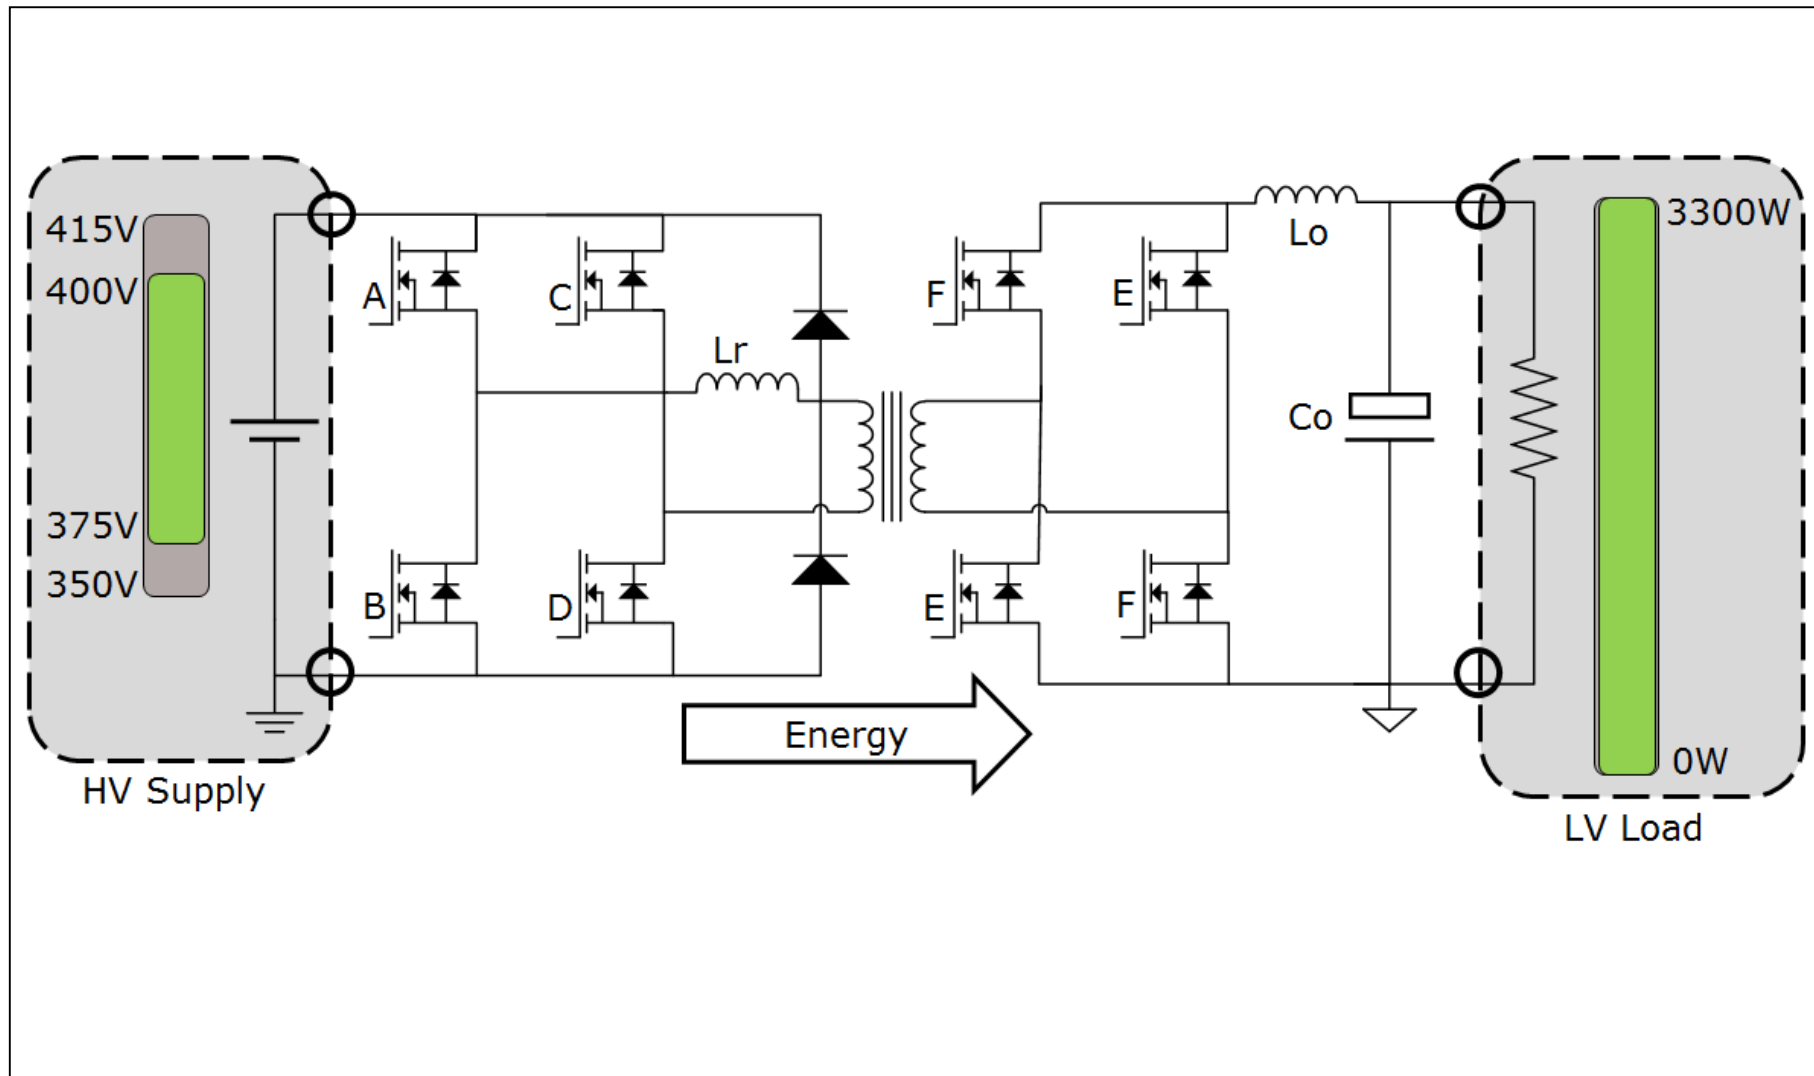 415V
400V
375V
350V
HV Supply
A
C
B
D
Lr
Energy
F
E
E
F
Lo
Co
3300W
0W
LV Load